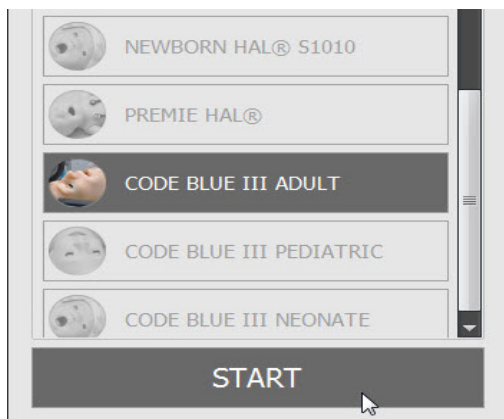 NEWBORN HAL® S1010
PREMIE HAL®
CODE BLUE III ADULT
CODE BLUE III PEDIATRIC
CODE BLUE III NEONATE
START